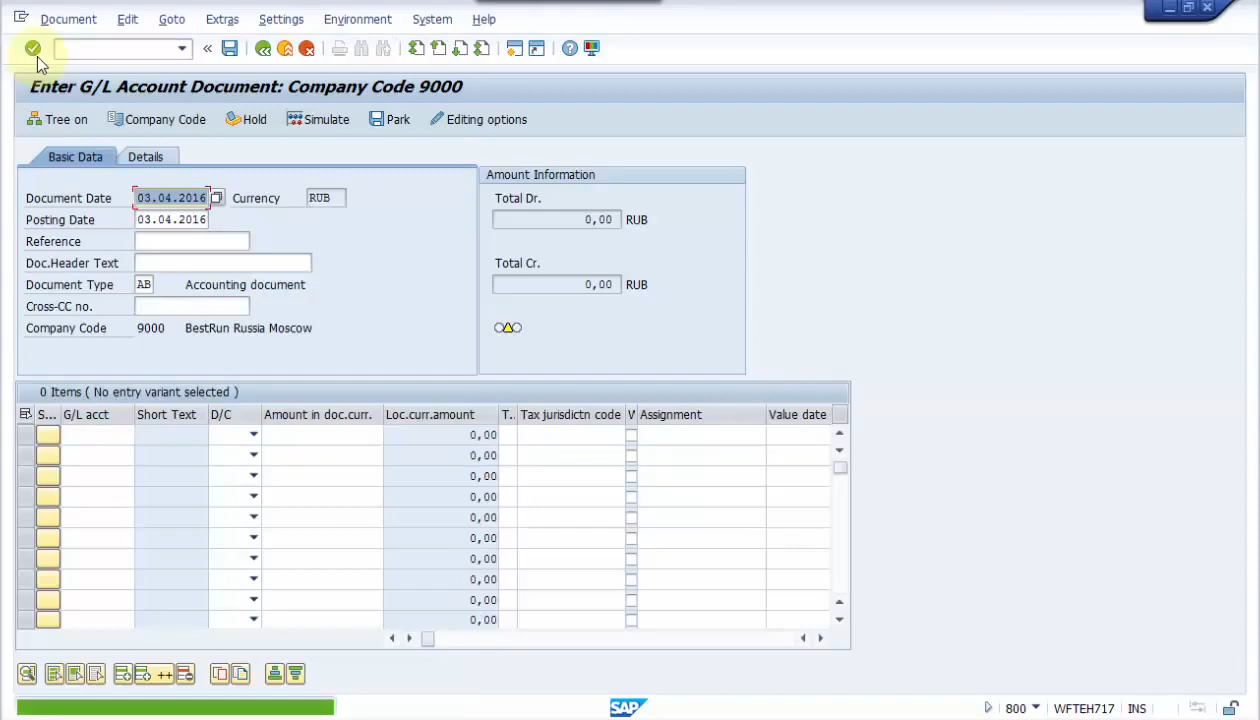 Document Edit Goto Extras Settings Environment System Help
Enter G/L Account Document: Company Code 9000
Tree on Company Code Hold Simulate Park Editing options
Basic Data Details
Amount Information
Document Date 03.04.2016 Currency RUB
Total Dr.
Posting Date 03.04.2016
0,00 RUB
Reference
Doc.Header Text
Total Cr.
Document Type AB Accounting document
0,00 RUB
Cross-CC no.
Company Code 9000 BestRun Russia Moscow
0 Items ( No entry variant selected )
S... G/L acct Short Text D/C Amount in doc.curr. Loc.curr.amount T.. Tax jurisdictn code V Assignment Value date
0,00
0,00
0,00
0,00
0,00
0,00
0,00
0,00
0,00
0,00
SAP 800 WFTEH717 INS